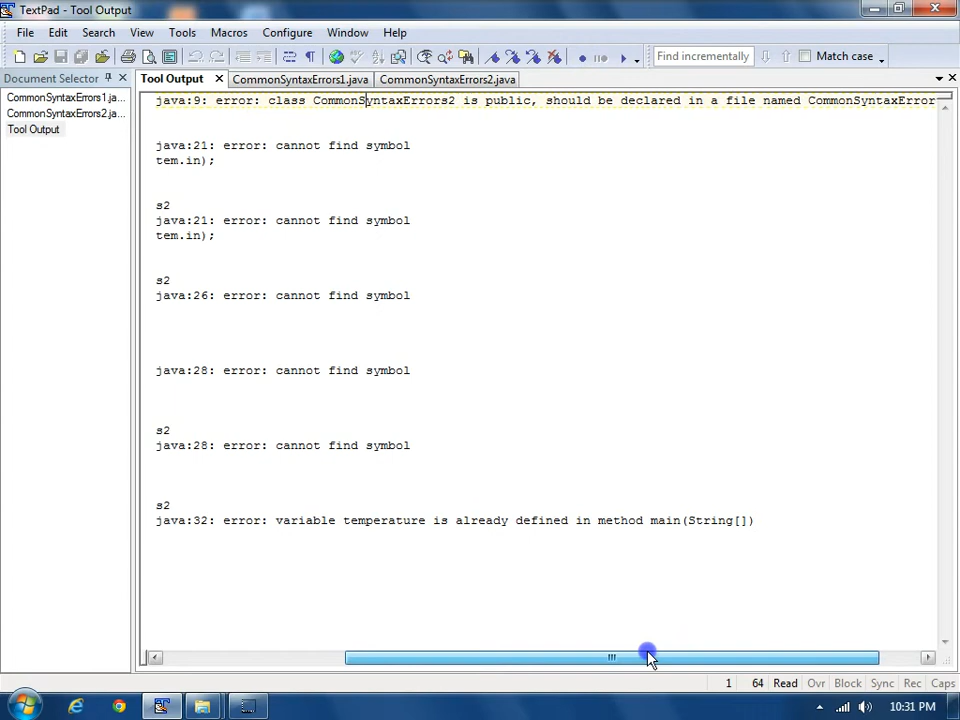 TextPad - Tool Output
File Edit Search View Tools Macros Configure Window Help
Find incrementally Match case
Document Selector
Tool Output CommonSyntaxErrors1.java CommonSyntaxErrors2.java
CommonSyntaxErrors1.ja...
CommonSyntaxErrors2.ja...
Tool Output
java:9: error: class CommonSyntaxErrors2 is public, should be declared in a file named CommonSyntaxError
java:21: error: cannot find symbol
tem.in);
s2
java:21: error: cannot find symbol
tem.in);
s2
java:26: error: cannot find symbol
java:28: error: cannot find symbol
s2
java:28: error: cannot find symbol
s2
java:32: error: variable temperature is already defined in method main(String[])
1 64 Read Ovr Block Sync Rec Caps
10:31 PM